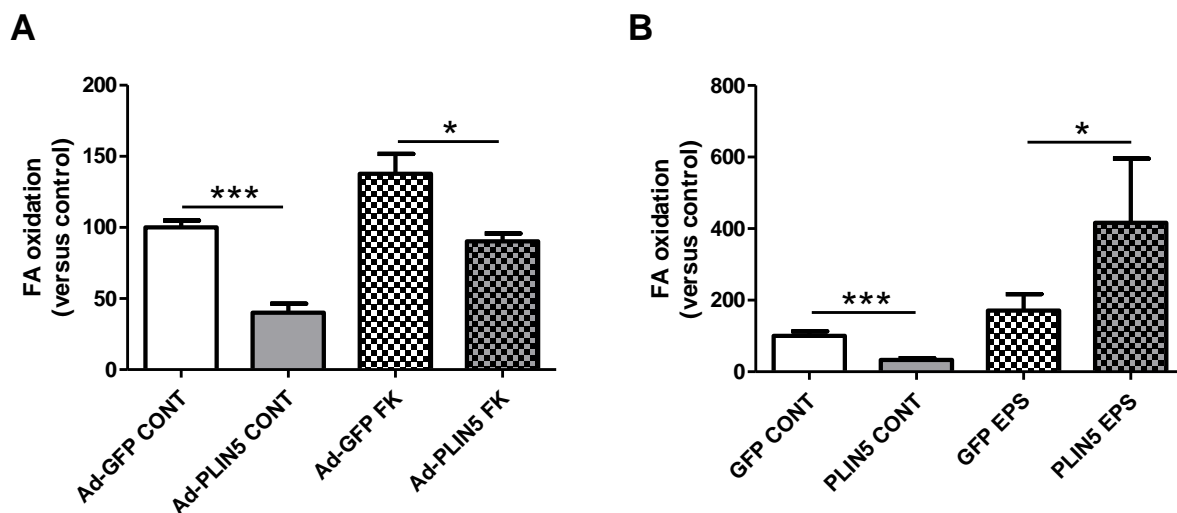 A
FA oxidation
(versus control)
200
150
100
50
0
***
*
Ad-GFP CONT
Ad-PLIN5 CONT
Ad-GFP FK
Ad-PLIN5 FK
B
FA oxidation
(versus control)
800
600
400
200
0
***
*
GFP CONT
PLIN5 CONT
GFP EPS
PLIN5 EPS